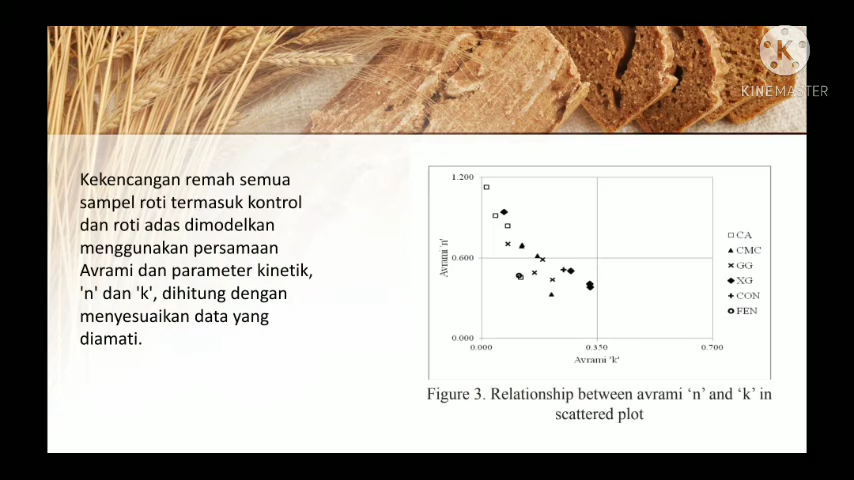 K
KINEMASTER
Kekencangan remah semua
sampel roti termasuk kontrol
dan roti adas dimodelkan
menggunakan persamaan
Avrami dan parameter kinetik,
'n' dan 'k', dihitung dengan
menyesuaikan data yang
diamati.
1.200
0.600
0.000
Avrami 'n'
0.000 0.350 0.700
Avrami 'k'
CA
CMC
GG
XG
CON
FEN
Figure 3. Relationship between avrami ‘n’ and ‘k’ in
scattered plot